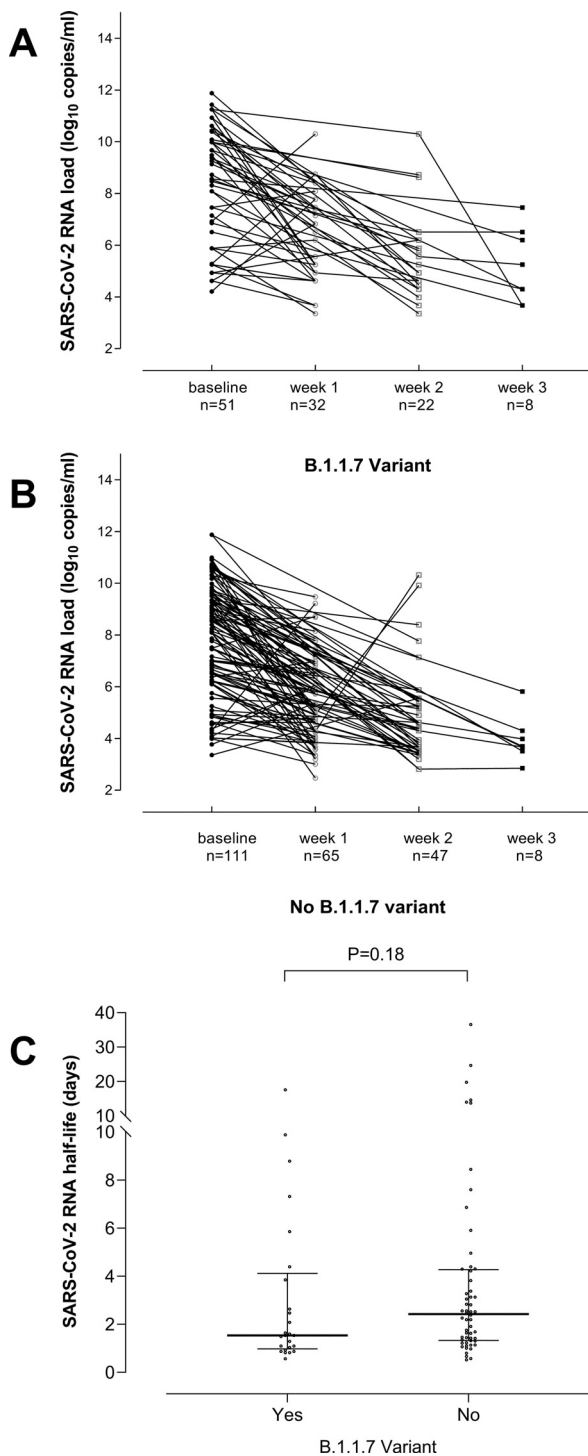 A
SARS-CoV-2 RNA load (log10 copies/ml)
14
12
10
8
6
4
2
baseline week 1 week 2 week 3
n=51 n=32 n=22 n=8
B.1.1.7 Variant
B
SARS-CoV-2 RNA load (log10 copies/ml)
14
12
10
8
6
4
2
baseline week 1 week 2 week 3
n=111 n=65 n=47 n=8
No B.1.1.7 variant
P=0.18
C
SARS-CoV-2 RNA half-life (days)
40
30
20
10
10
8
6
4
2
0
Yes No
B.1.1.7 Variant